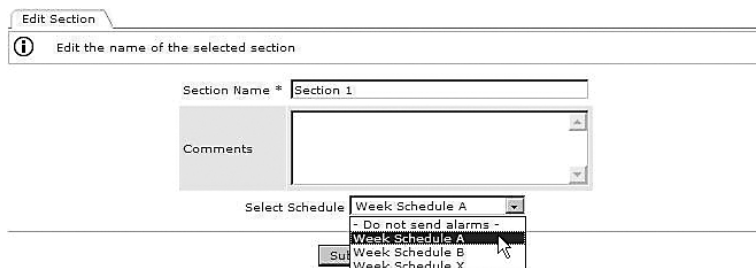 Edit Section
Edit the name of the selected section
Section Name * Section 1
Comments
Select Schedule Week Schedule A
- Do not send alarms -
Week Schedule A
Week Schedule B
Week Schedule X